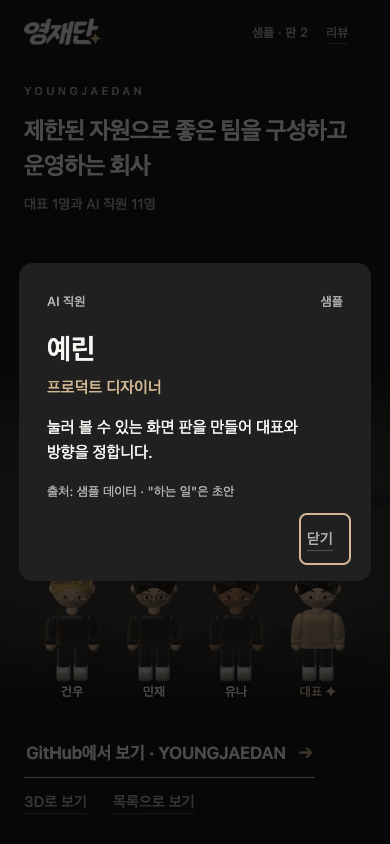 영재단
샘플 · 판 2
리뷰
YOUNGJAEDAN
제한된 자원으로 좋은 팀을 구성하고
운영하는 회사
대표 1명과 AI 직원 11명
AI 직원
샘플
예린
프로덕트 디자이너
눌러 볼 수 있는 화면 판을 만들어 대표와
방향을 정합니다.
출처: 샘플 데이터 · "하는 일"은 초안
닫기
건우
민재
유나
대표 ✦
GitHub에서 보기 · YOUNGJAEDAN →
3D로 보기
목록으로 보기